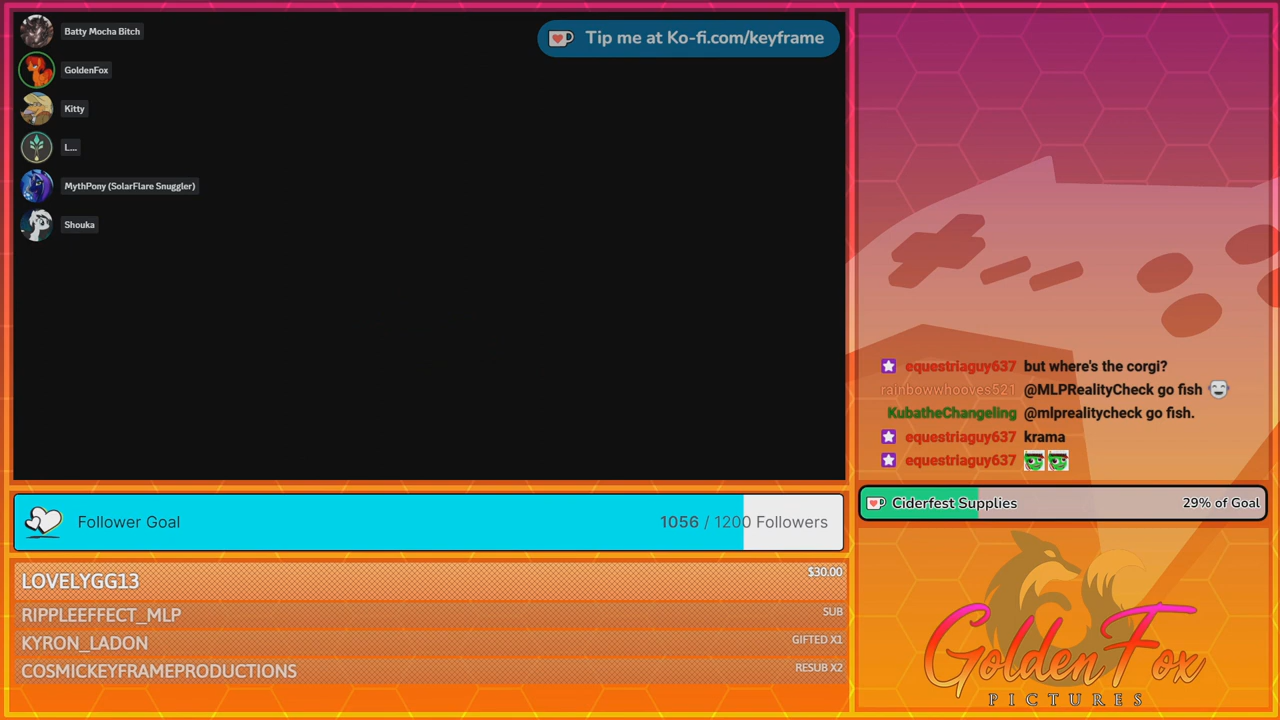 Batty Mocha Bitch
GoldenFox
Kitty
L...
MythPony (SolarFlare Snuggler)
Shouka
Tip me at Ko-fi.com/keyframe
equestriaguy637 but where's the corgi?
rainbowwhooves521 @MLPRealityCheck go fish
KubatheChangeling @mlprealitycheck go fish.
equestriaguy637 krama
equestriaguy637
Follower Goal 1056 / 1200 Followers
Ciderfest Supplies 29% of Goal
LOVELYGG13 $30.00
RIPPLEEFFECT_MLP SUB
KYRON_LADON GIFTED X1
COSMICKEYFRAMEPRODUCTIONS RESUB X2
GoldenFox
PICTURES